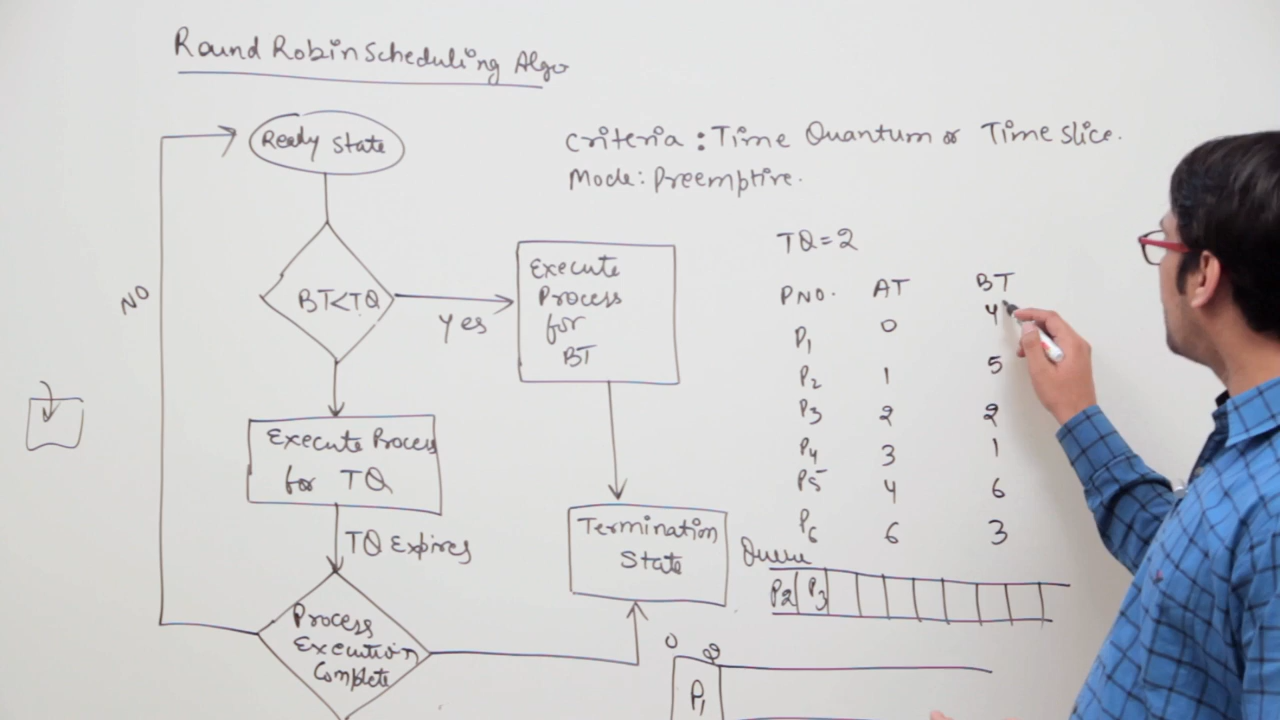 Round Robin Scheduling Algo
Ready State
Criteria : Time Quantum or Time slice.
Mode: Preemptive.
BT<TQ
NO
Yes
Execute
Process
for
BT
Execute Process
for TQ
TQ Expires
Termination
State
Process
Execution
Complete
TQ=2
PNO. AT BT
P1 0 4
P2 1 5
P3 2 2
P4 3 1
P5 4 6
P6 6 3
Queue
P2 P3
0 2
P1